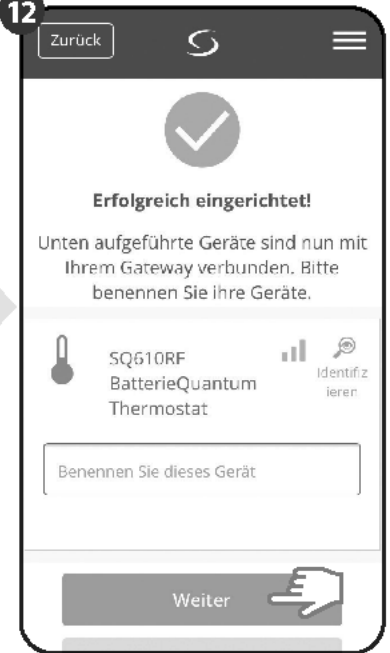 12
Zurück
Erfolgreich eingerichtet!
Unten aufgeführte Geräte sind nun mit
Ihrem Gateway verbunden. Bitte
benennen Sie ihre Geräte.
SQ610RF
BatterieQuantum
Thermostat
Identifiz
ieren
Benennen Sie dieses Gerät
Weiter